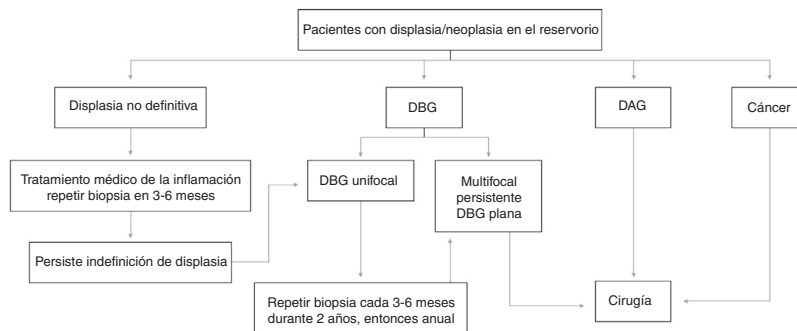 Pacientes con displasia/neoplasia en el reservorio
Displasia no definitiva
DBG
DAG
Cáncer
Tratamiento médico de la inflamación
repetir biopsia en 3-6 meses
DBG unifocal
Multifocal
persistente
DBG plana
Persiste indefinición de displasia
Repetir biopsia cada 3-6 meses
durante 2 años, entonces anual
Cirugía